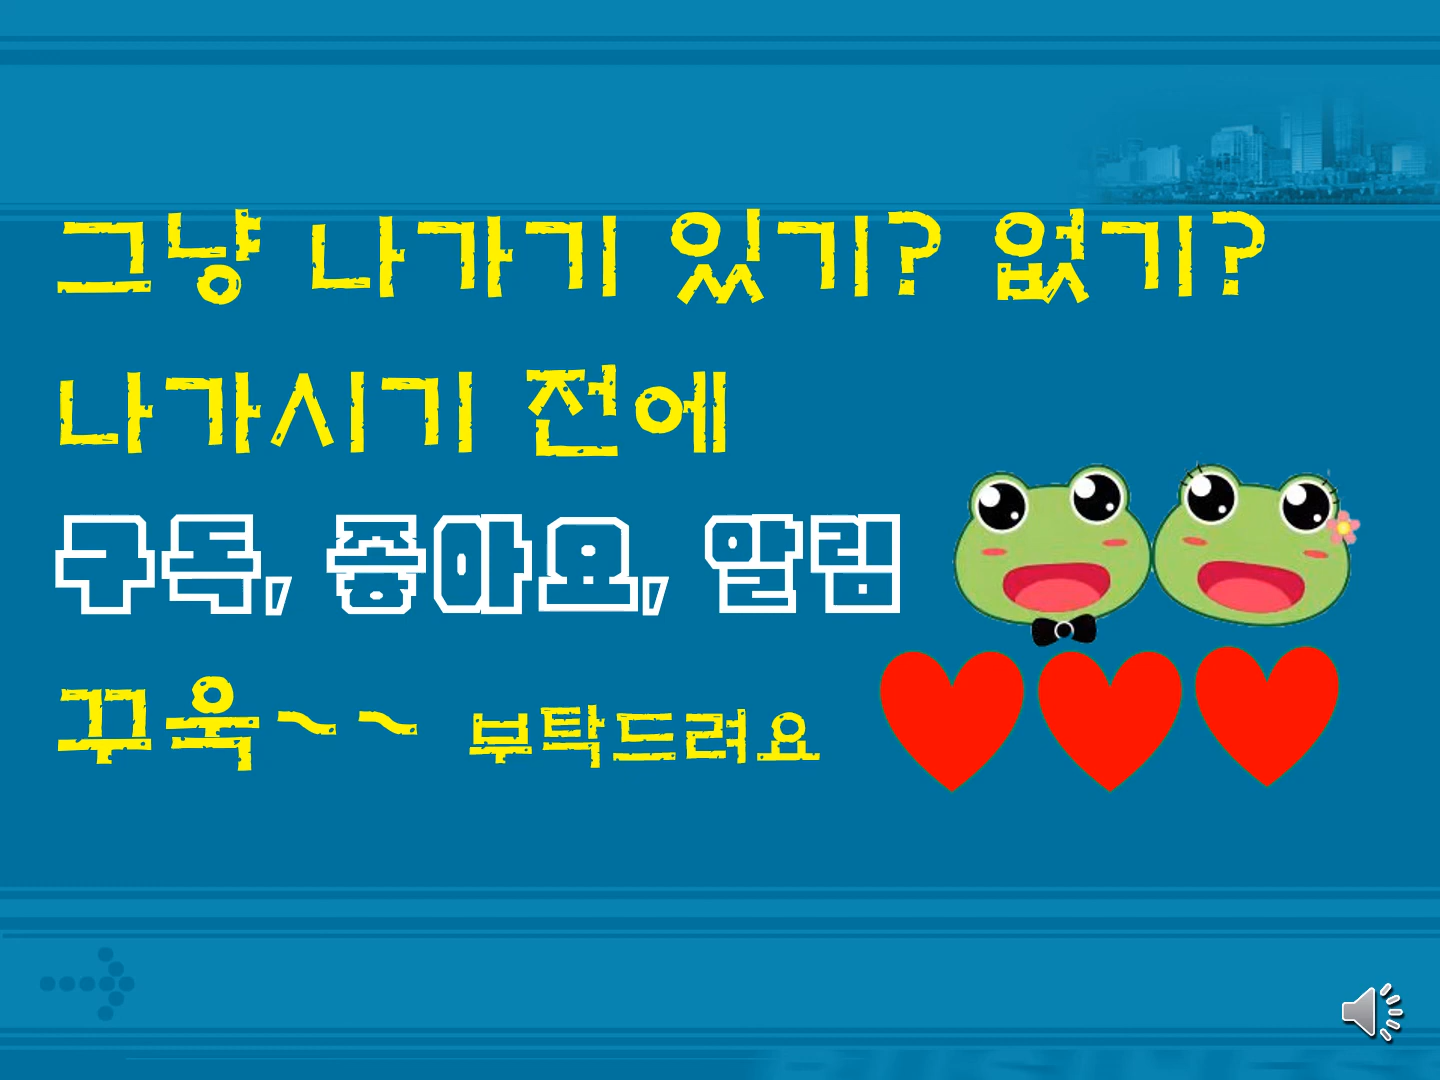 그냥 나가기 있기? 없기?
나가시기 전에
구독, 좋아요, 알림
꾸욱~~ 부탁드려요